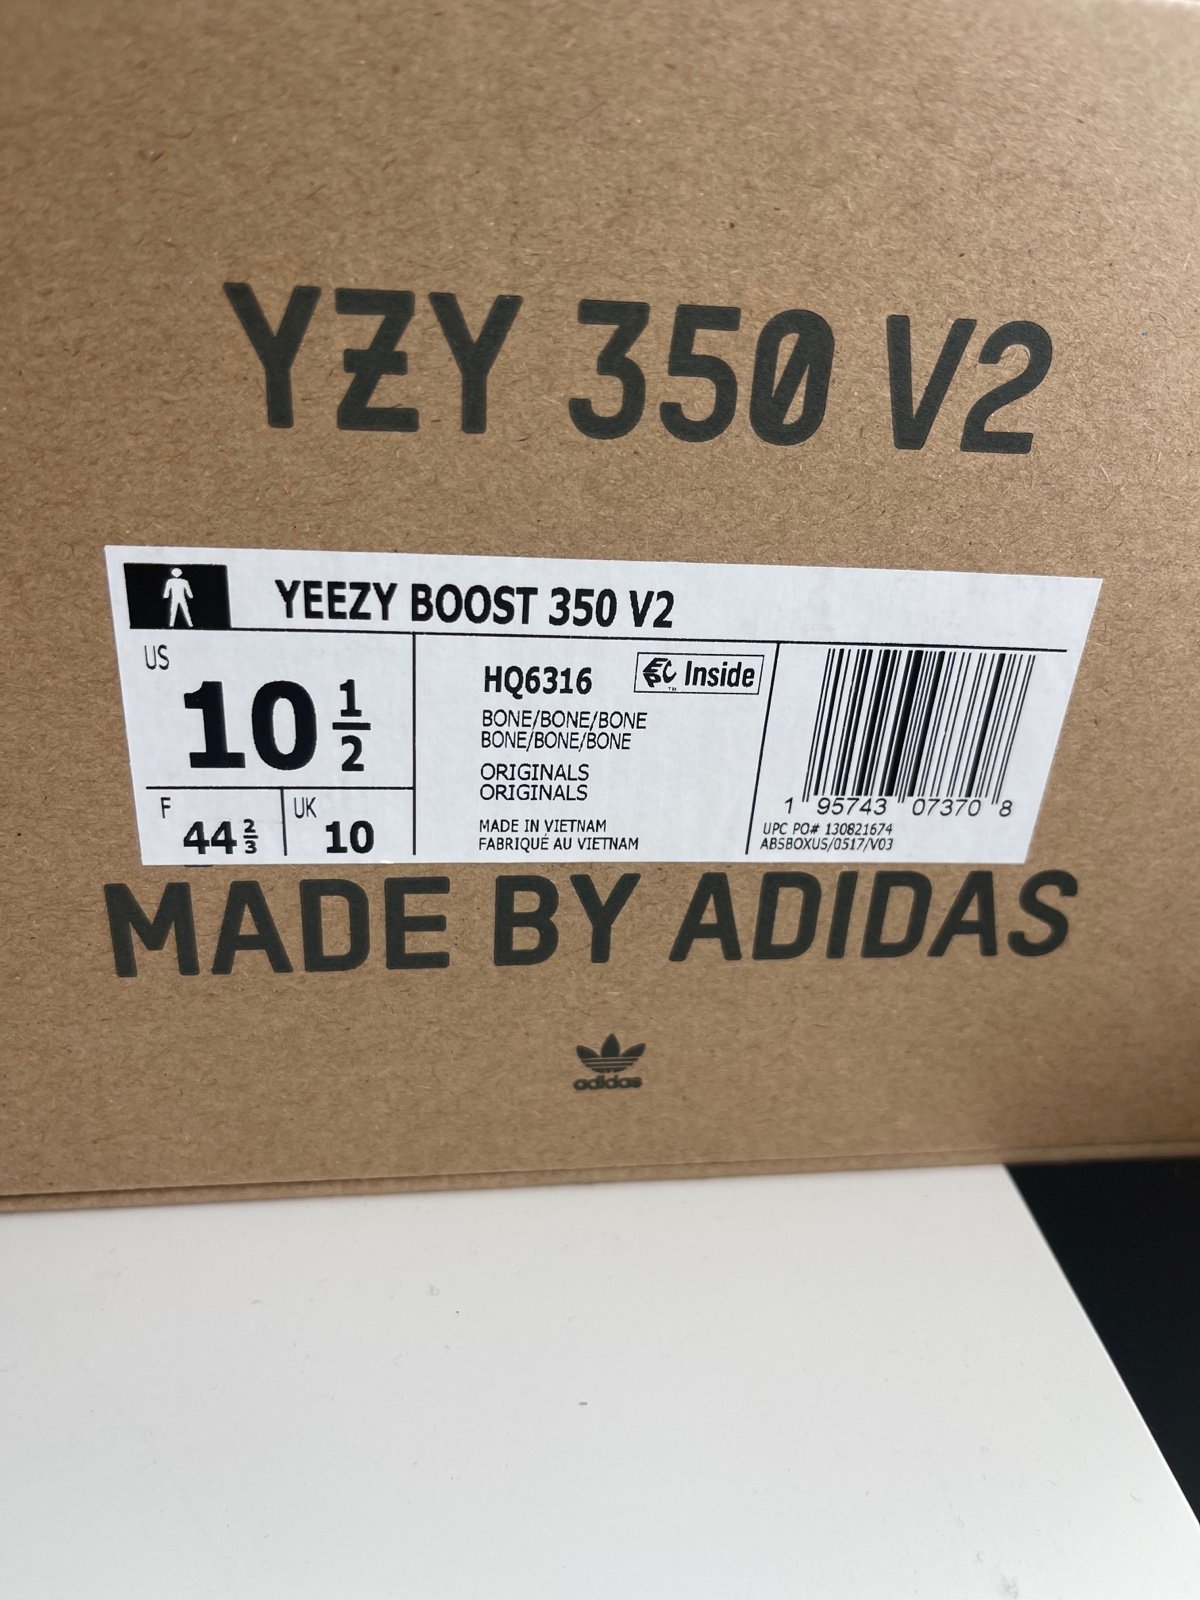 YZY 350 V2
YEEZY BOOST 350 V2
US
10 1/2
F
44 2/3
UK
10
HQ6316
Inside
BONE/BONE/BONE
BONE/BONE/BONE
ORIGINALS
ORIGINALS
MADE IN VIETNAM
FABRIQUÉ AU VIETNAM
1 95743 07370 8
UPC PO# 130821674
ABSBOXUS/0517/V03
MADE BY ADIDAS
adidas